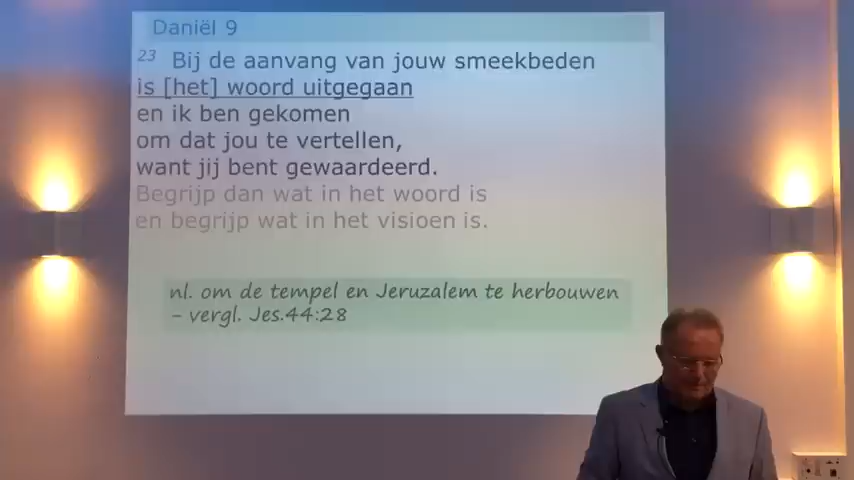 Daniël 9
23 Bij de aanvang van jouw smeekbeden
is [het] woord uitgegaan
en ik ben gekomen
om dat jou te vertellen,
want jij bent gewaardeerd.
Begrijp dan wat in het woord is
en begrijp wat in het visioen is.
nl. om de tempel en Jeruzalem te herbouwen
– vergl. Jes.44:28